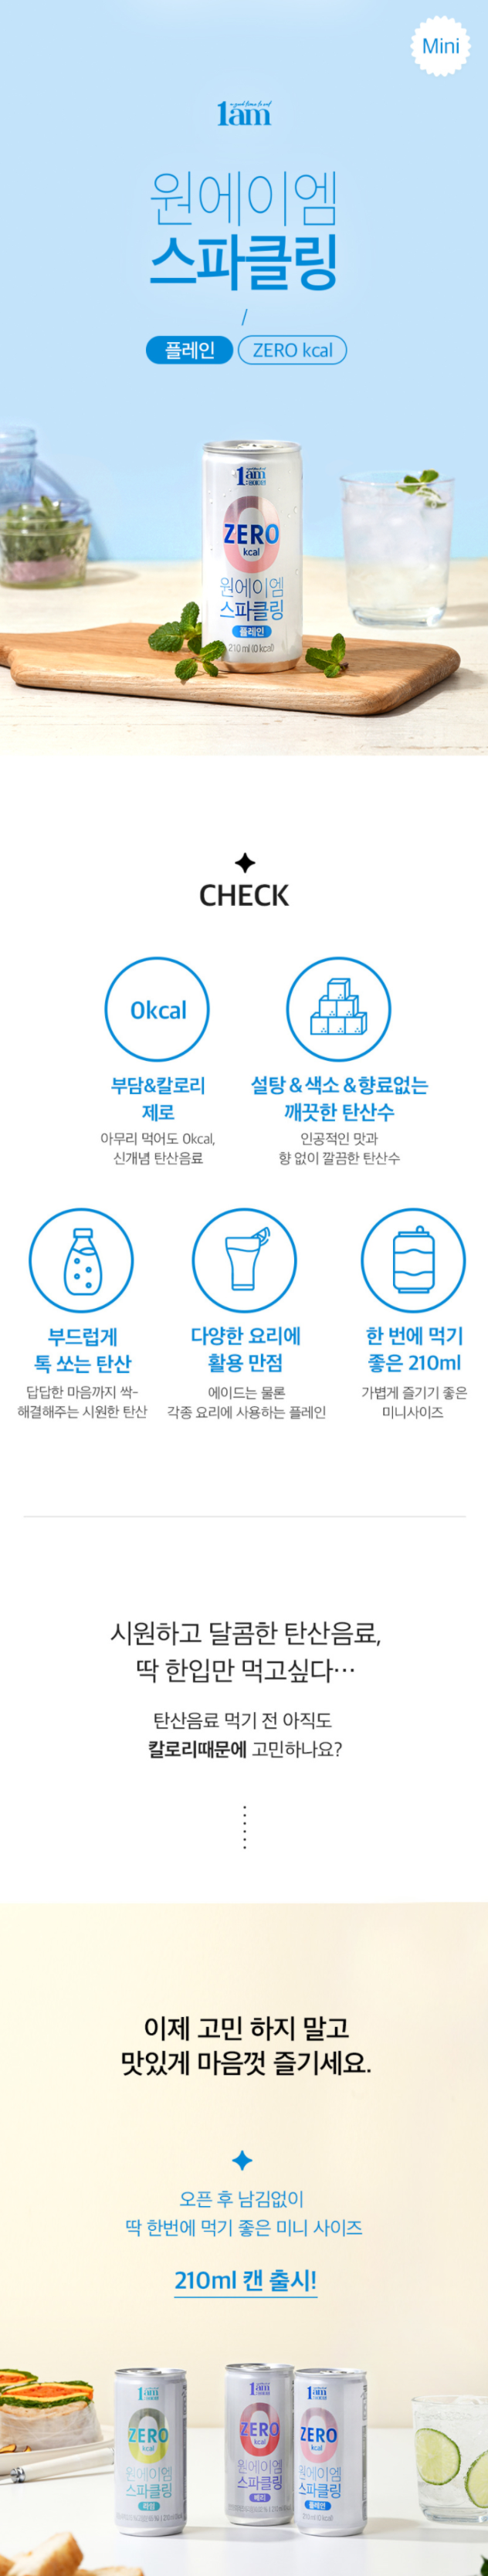 Mini
a good time to eat
1am
원에이엠
스파클링
/
플레인 ZERO kcal
1am
ZERO
kcal
원에이엠
스파클링
플레인
210 ml (0 kcal)
CHECK
0kcal
부담&칼로리
제로
아무리 먹어도 0kcal,
신개념 탄산음료
설탕 & 색소 & 향료없는
깨끗한 탄산수
인공적인 맛과
향 없이 깔끔한 탄산수
부드럽게
톡 쏘는 탄산
답답한 마음까지 싹-
해결해주는 시원한 탄산
다양한 요리에
활용 만점
에이드는 물론
각종 요리에 사용하는 플레인
한 번에 먹기
좋은 210ml
가볍게 즐기기 좋은
미니사이즈
시원하고 달콤한 탄산음료,
딱 한입만 먹고싶다···
탄산음료 먹기 전 아직도
칼로리때문에 고민하나요?
이제 고민 하지 말고
맛있게 마음껏 즐기세요.
오픈 후 남김없이
딱 한번에 먹기 좋은 미니 사이즈
210ml 캔 출시!
1am
ZERO
kcal
원에이엠
스파클링
라임
1am
ZERO
kcal
원에이엠
스파클링
베리
1am
ZERO
kcal
원에이엠
스파클링
플레인